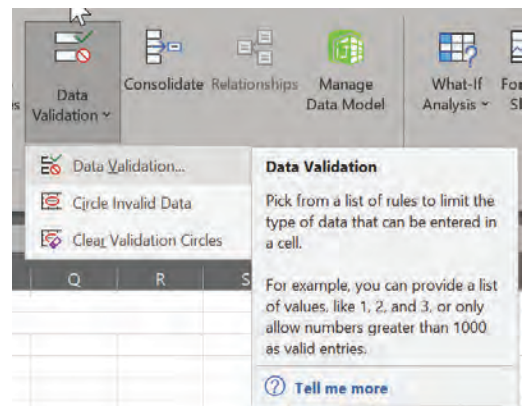 Data
Validation
Consolidate
Relationships
Manage
Data Model
What-If
Analysis
Data Validation...
Circle Invalid Data
Clear Validation Circles
Data Validation
Pick from a list of rules to limit the
type of data that can be entered in
a cell.
For example, you can provide a list
of values, like 1, 2, and 3, or only
allow numbers greater than 1000
as valid entries.
Tell me more
Q R S